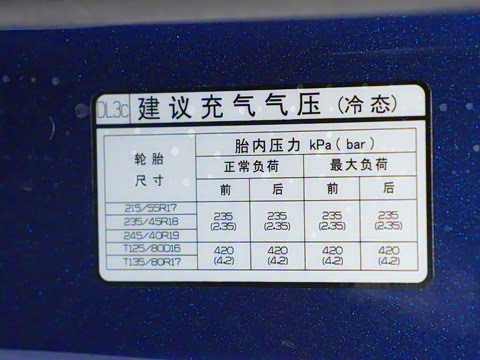 DL3c 建议充气气压(冷态)
轮胎尺寸 胎内压力 kPa(bar)
正常负荷 最大负荷
前 后 前 后
215/55R17
235/45R18 235(2.35) 235(2.35) 235(2.35) 235(2.35)
245/40R19
T125/80D16 420(4.2) 420(4.2) 420(4.2) 420(4.2)
T135/80R17